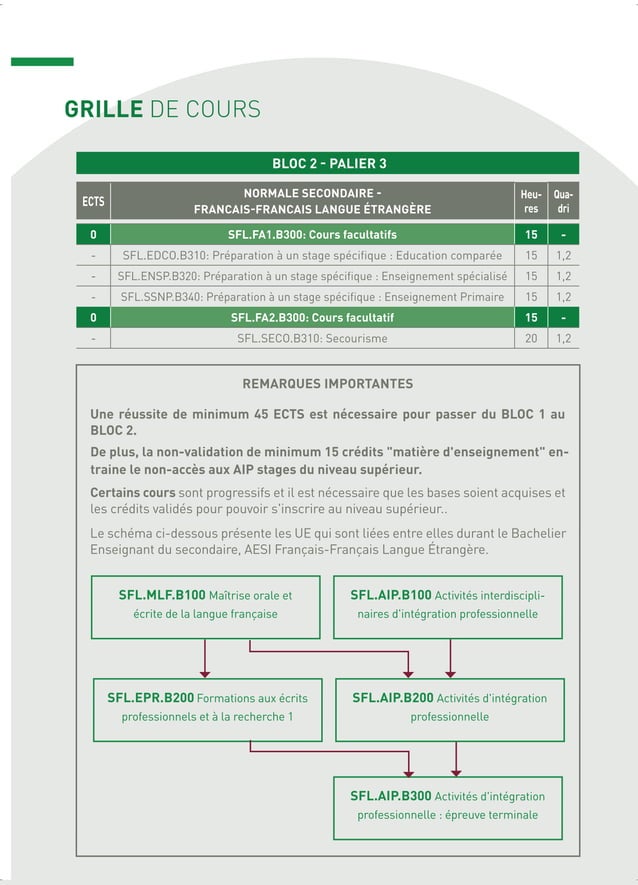 GRILLE DE COURS
BLOC 2 - PALIER 3
ECTS
NORMALE SECONDAIRE -
FRANCAIS-FRANCAIS LANGUE ÉTRANGÈRE
Heu-
res
Qua-
dri
0 SFL.FA1.B300: Cours facultatifs 15 -
- SFL.EDCO.B310: Préparation à un stage spécifique : Education comparée 15 1,2
- SFL.ENSP.B320: Préparation à un stage spécifique : Enseignement spécialisé 15 1,2
- SFL.SSNP.B340: Préparation à un stage spécifique : Enseignement Primaire 15 1,2
0 SFL.FA2.B300: Cours facultatif 15 -
- SFL.SECO.B310: Secourisme 20 1,2
REMARQUES IMPORTANTES
Une réussite de minimum 45 ECTS est nécessaire pour passer du BLOC 1 au
BLOC 2.
De plus, la non-validation de minimum 15 crédits "matière d'enseignement" en-
traine le non-accès aux AIP stages du niveau supérieur.
Certains cours sont progressifs et il est nécessaire que les bases soient acquises et
les crédits validés pour pouvoir s'inscrire au niveau supérieur..
Le schéma ci-dessous présente les UE qui sont liées entre elles durant le Bachelier
Enseignant du secondaire, AESI Français-Français Langue Étrangère.
SFL.MLF.B100 Maîtrise orale et
écrite de la langue française
SFL.AIP.B100 Activités interdiscipli-
naires d'intégration professionnelle
SFL.EPR.B200 Formations aux écrits
professionnels et à la recherche 1
SFL.AIP.B200 Activités d'intégration
professionnelle
SFL.AIP.B300 Activités d'intégration
professionnelle : épreuve terminale